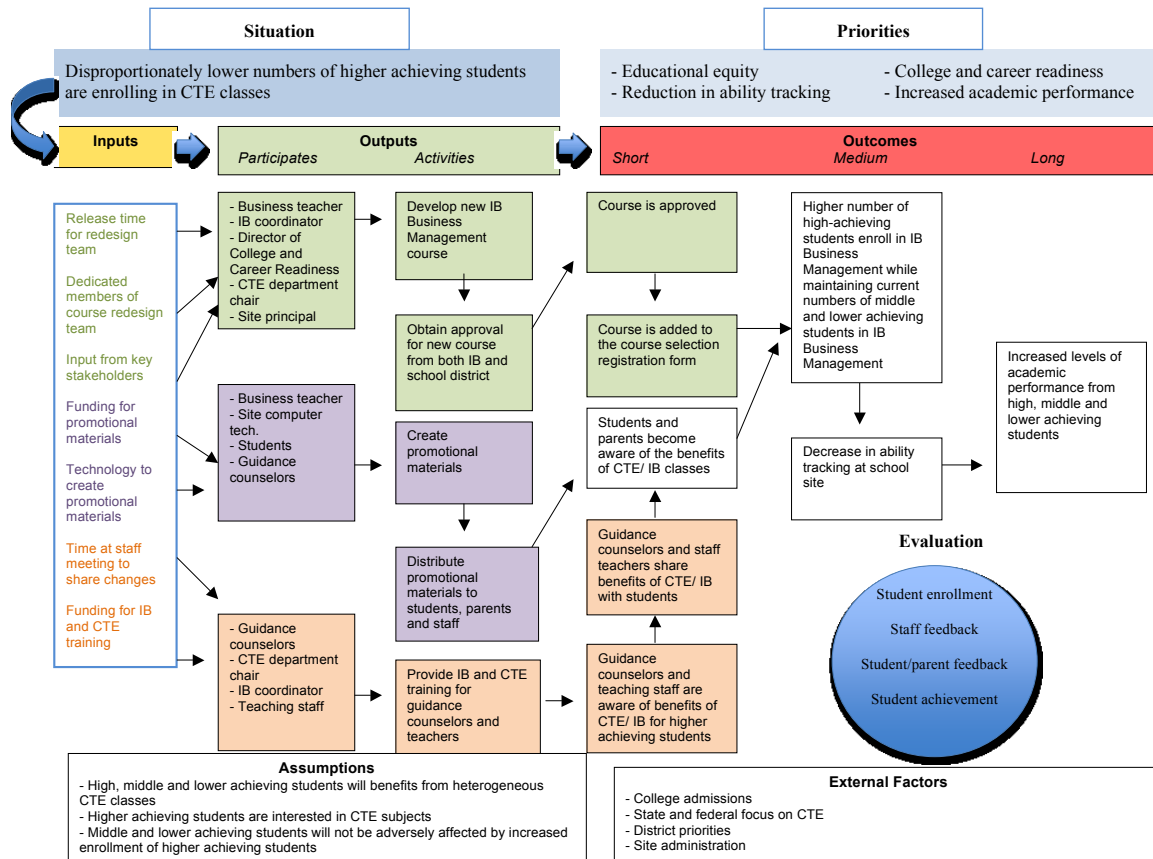 Situation
Priorities
Disproportionately lower numbers of higher achieving students
are enrolling in CTE classes
- Educational equity
- Reduction in ability tracking
- College and career readiness
- Increased academic performance
Inputs
Outputs
Participates
Activities
Outcomes
Short
Medium
Long
Release time
for redesign
team
Dedicated
members of
course redesign
team
Input from key
stakeholders
Funding for
promotional
materials
Technology to
create
promotional
materials
Time at staff
meeting to
share changes
Funding for IB
and CTE
training
- Business teacher
- IB coordinator
- Director of
College and
Career Readiness
- CTE department
chair
- Site principal
- Business teacher
- Site computer
tech.
- Students
- Guidance
counselors
- Guidance
counselors
- CTE department
chair
- IB coordinator
- Teaching staff
Develop new IB
Business
Management
course
Obtain approval
for new course
from both IB and
school district
Create
promotional
materials
Distribute
promotional
materials to
students, parents
and staff
Provide IB and CTE
training for
guidance
counselors and
teachers
Course is approved
Course is added to
the course selection
registration form
Students and
parents become
aware of the benefits
of CTE/ IB classes
Guidance
counselors and staff
teachers share
benefits of CTE/ IB
with students
Guidance
counselors and
teaching staff are
aware of benefits of
CTE/ IB for higher
achieving students
Higher number of
high-achieving
students enroll in IB
Business
Management while
maintaining current
numbers of middle
and lower achieving
students in IB
Business
Management
Decrease in ability
tracking at school
site
Increased levels of
academic
performance from
high, middle and
lower achieving
students
Evaluation
Student enrollment
Staff feedback
Student/parent feedback
Student achievement
Assumptions
- High, middle and lower achieving students will benefits from heterogeneous
CTE classes
- Higher achieving students are interested in CTE subjects
- Middle and lower achieving students will not be adversely affected by increased
enrollment of higher achieving students
External Factors
- College admissions
- State and federal focus on CTE
- District priorities
- Site administration